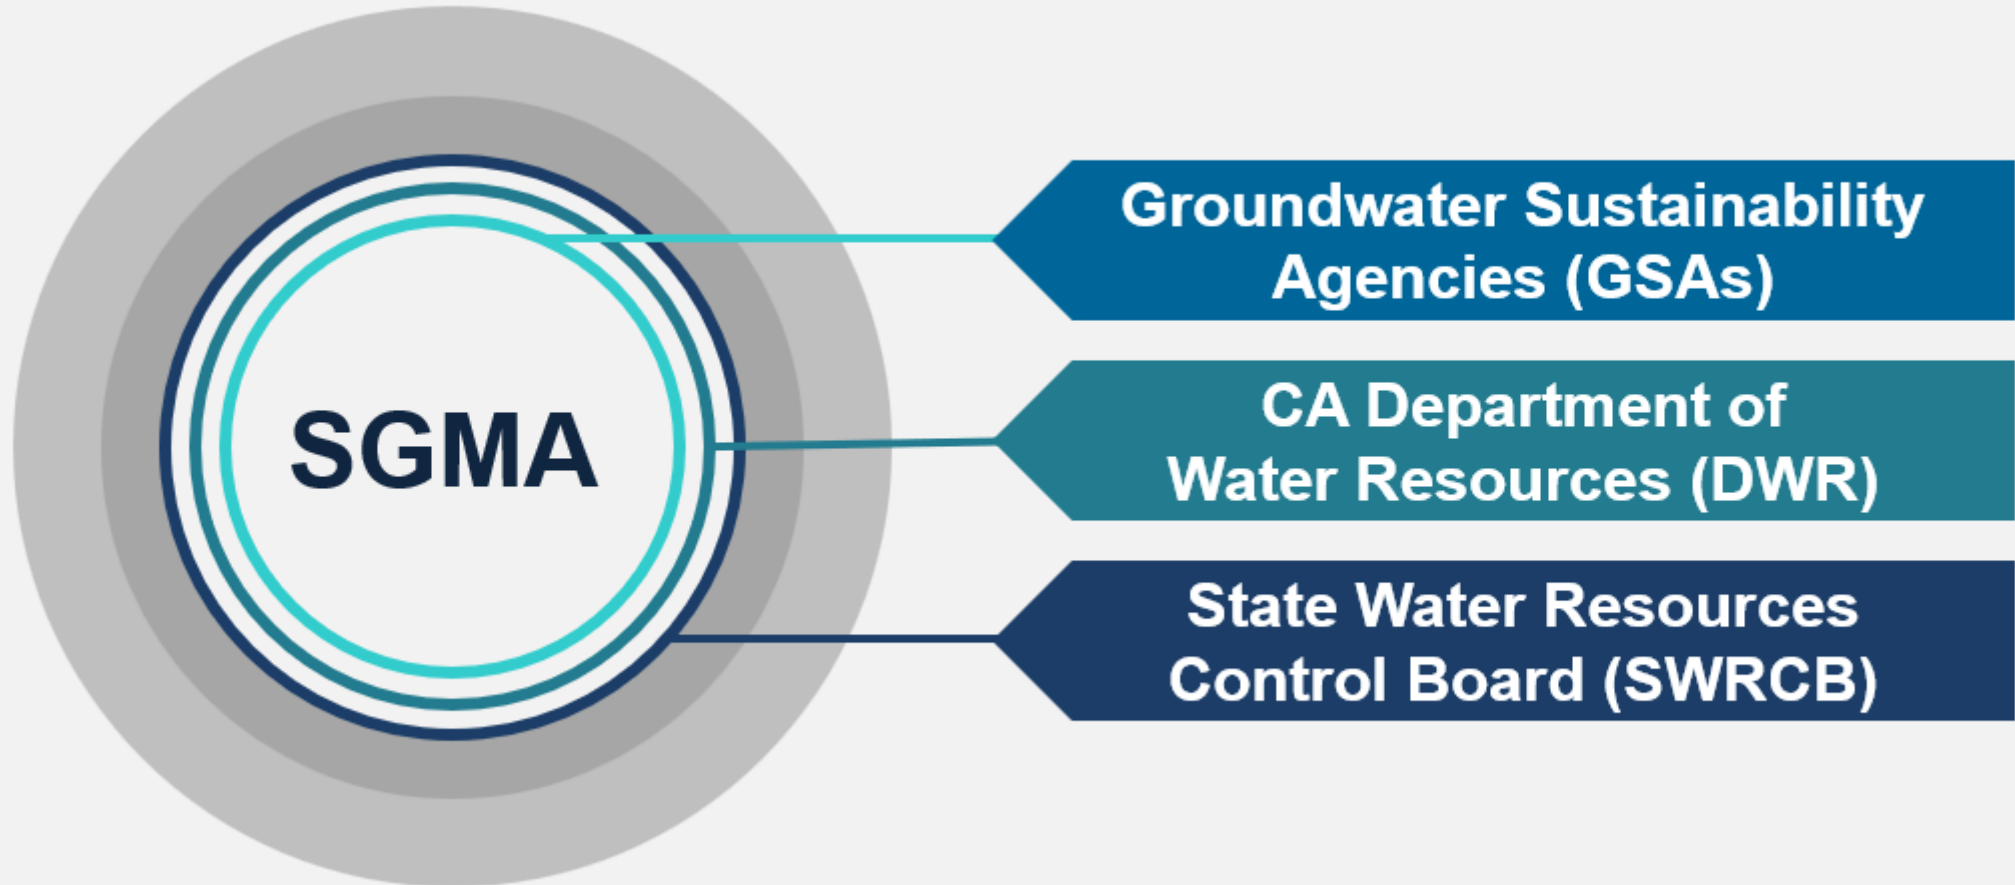 SGMA
Groundwater Sustainability
Agencies (GSAs)
CA Department of
Water Resources (DWR)
State Water Resources
Control Board (SWRCB)